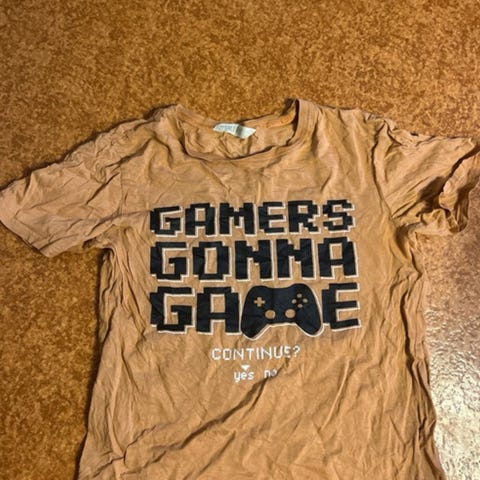 GAMERS
GONNA
GAME
CONTINUE?
yes no